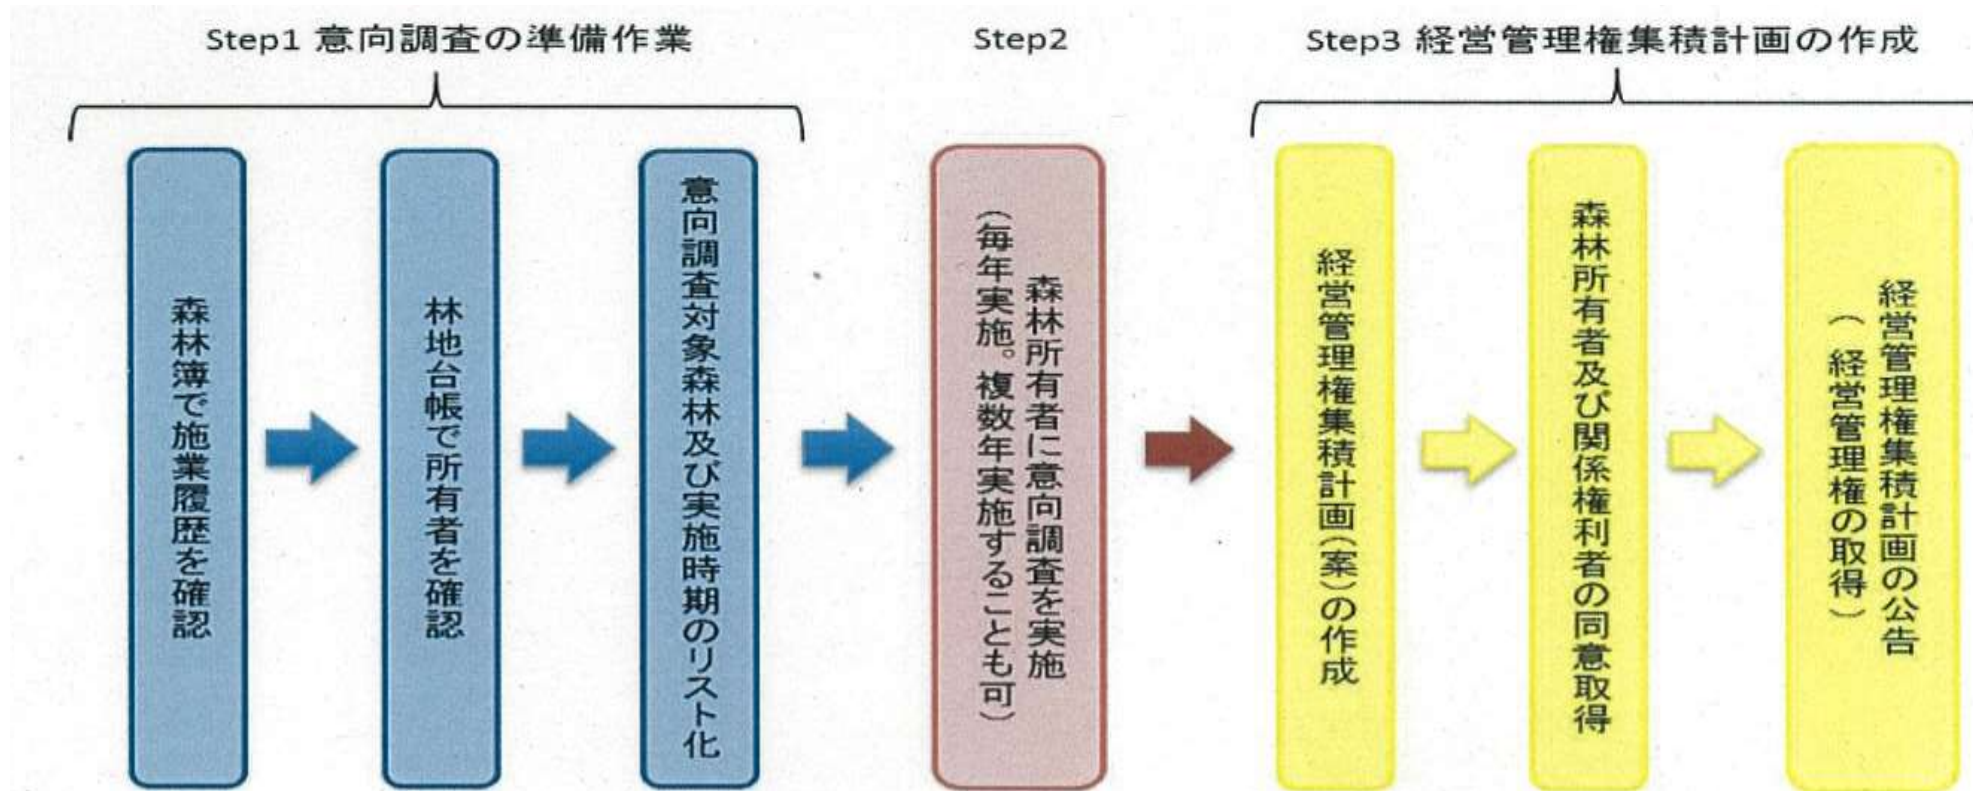 Step1 意向調査の準備作業
Step2
Step3 経営管理権集積計画の作成
森林簿で施業履歴を確認
林地台帳で所有者を確認
意向調査対象森林及び実施時期のリスト化
森林所有者に意向調査を実施
（毎年実施。複数年実施することも可）
経営管理権集積計画（案）の作成
森林所有者及び関係権利者の同意取得
経営管理権集積計画の公告
（ 経営管理権の取得 ）